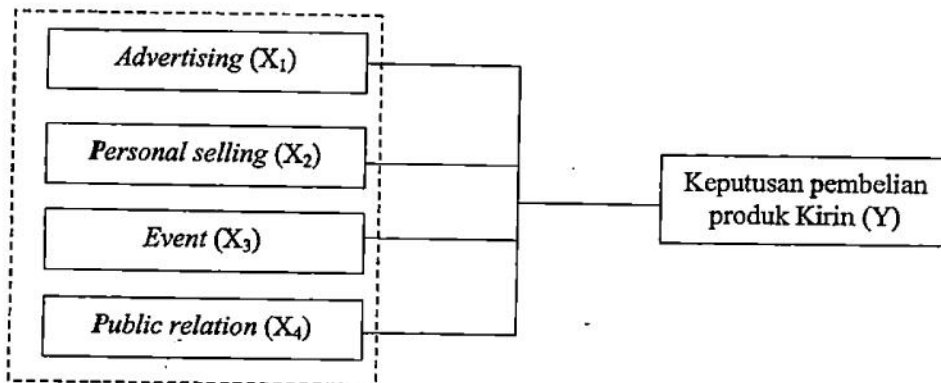 Advertising (X₁)
Personal selling (X₂)
Event (X₃)
Public relation (X₄)
Keputusan pembelian
produk Kirin (Y)